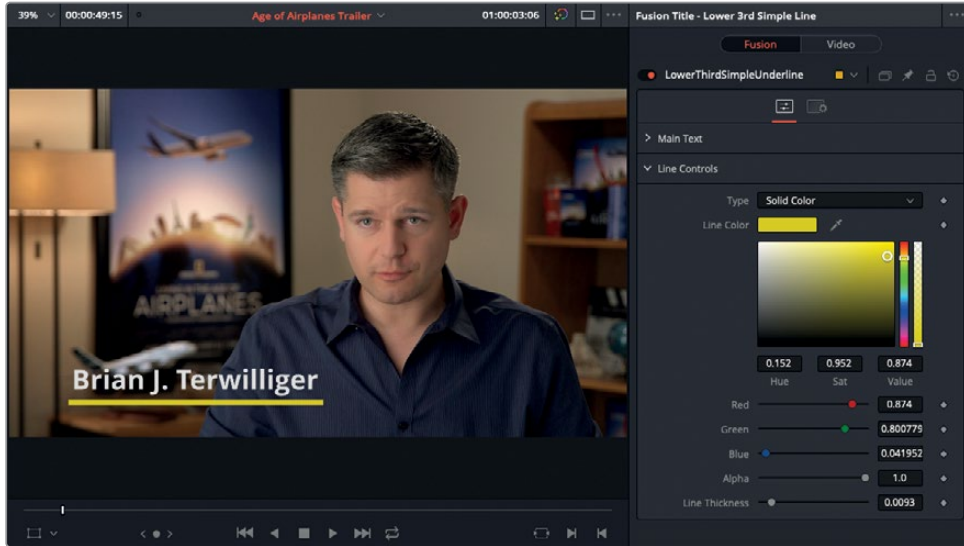 39%
00:00:49:15
Age of Airplanes Trailer
01:00:03:06
Fusion Title - Lower 3rd Simple Line
Fusion
Video
LowerThirdSimpleUnderline
Main Text
Line Controls
Type
Solid Color
Line Color
0.152
0.952
0.874
Hue
Sat
Value
Red
0.874
Green
0.800779
Blue
0.041952
Alpha
1.0
Line Thickness
0.0093
AIRPLANES
Brian J. Terwilliger